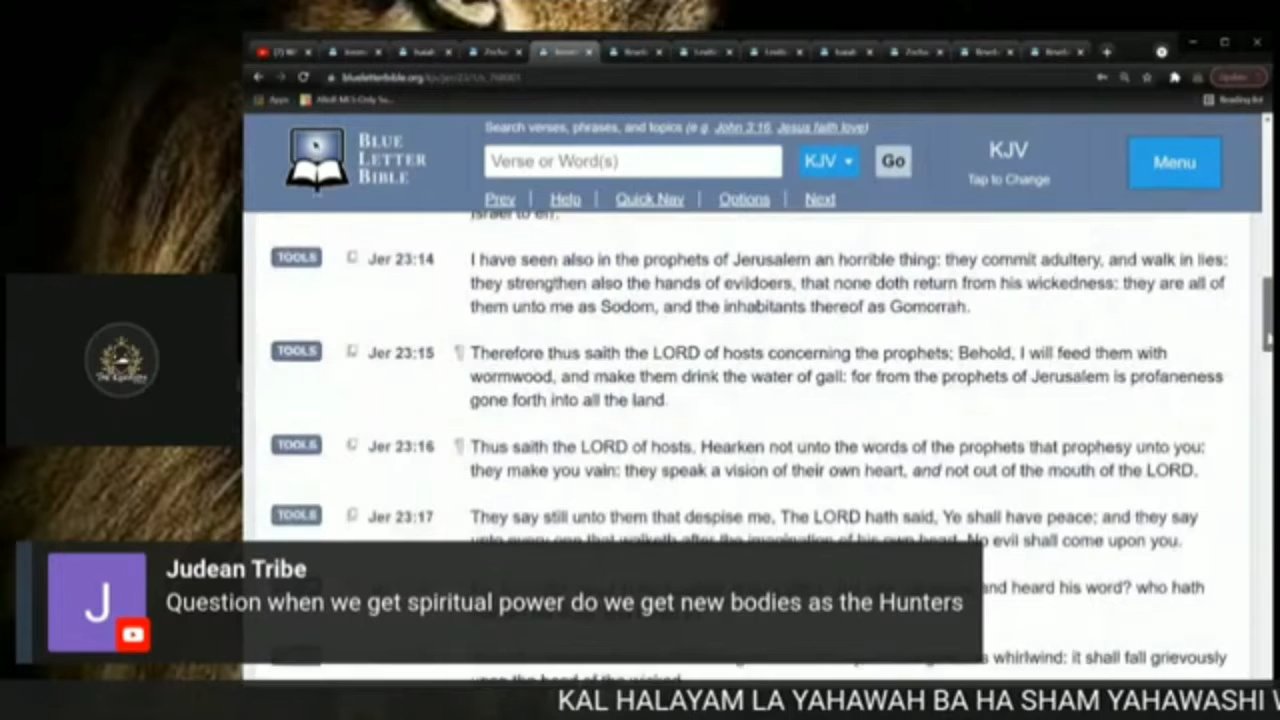 Search verses, phrases, and topics (e.g. John 3:16, Jesus faith love)
BLUE
LETTER
BIBLE
Verse or Word(s)
KJV
Go
KJV
Tap to Change
Menu
Prev | Help | Quick Nav | Options | Next
Israel to err.
TOOLS Jer 23:14 I have seen also in the prophets of Jerusalem an horrible thing: they commit adultery, and walk in lies:
they strengthen also the hands of evildoers, that none doth return from his wickedness: they are all of
them unto me as Sodom, and the inhabitants thereof as Gomorrah.
TOOLS Jer 23:15 ¶ Therefore thus saith the LORD of hosts concerning the prophets; Behold, I will feed them with
wormwood, and make them drink the water of gall: for from the prophets of Jerusalem is profaneness
gone forth into all the land.
TOOLS Jer 23:16 ¶ Thus saith the LORD of hosts, Hearken not unto the words of the prophets that prophesy unto you:
they make you vain: they speak a vision of their own heart, and not out of the mouth of the LORD.
TOOLS Jer 23:17 They say still unto them that despise me, The LORD hath said, Ye shall have peace; and they say
No evil shall come upon you.
and heard his word? who hath
whirlwind: it shall fall grievously
J
Judean Tribe
Question when we get spiritual power do we get new bodies as the Hunters
KAL HALAYAM LA YAHAWAH BA HA SHAM YAHAWASHI